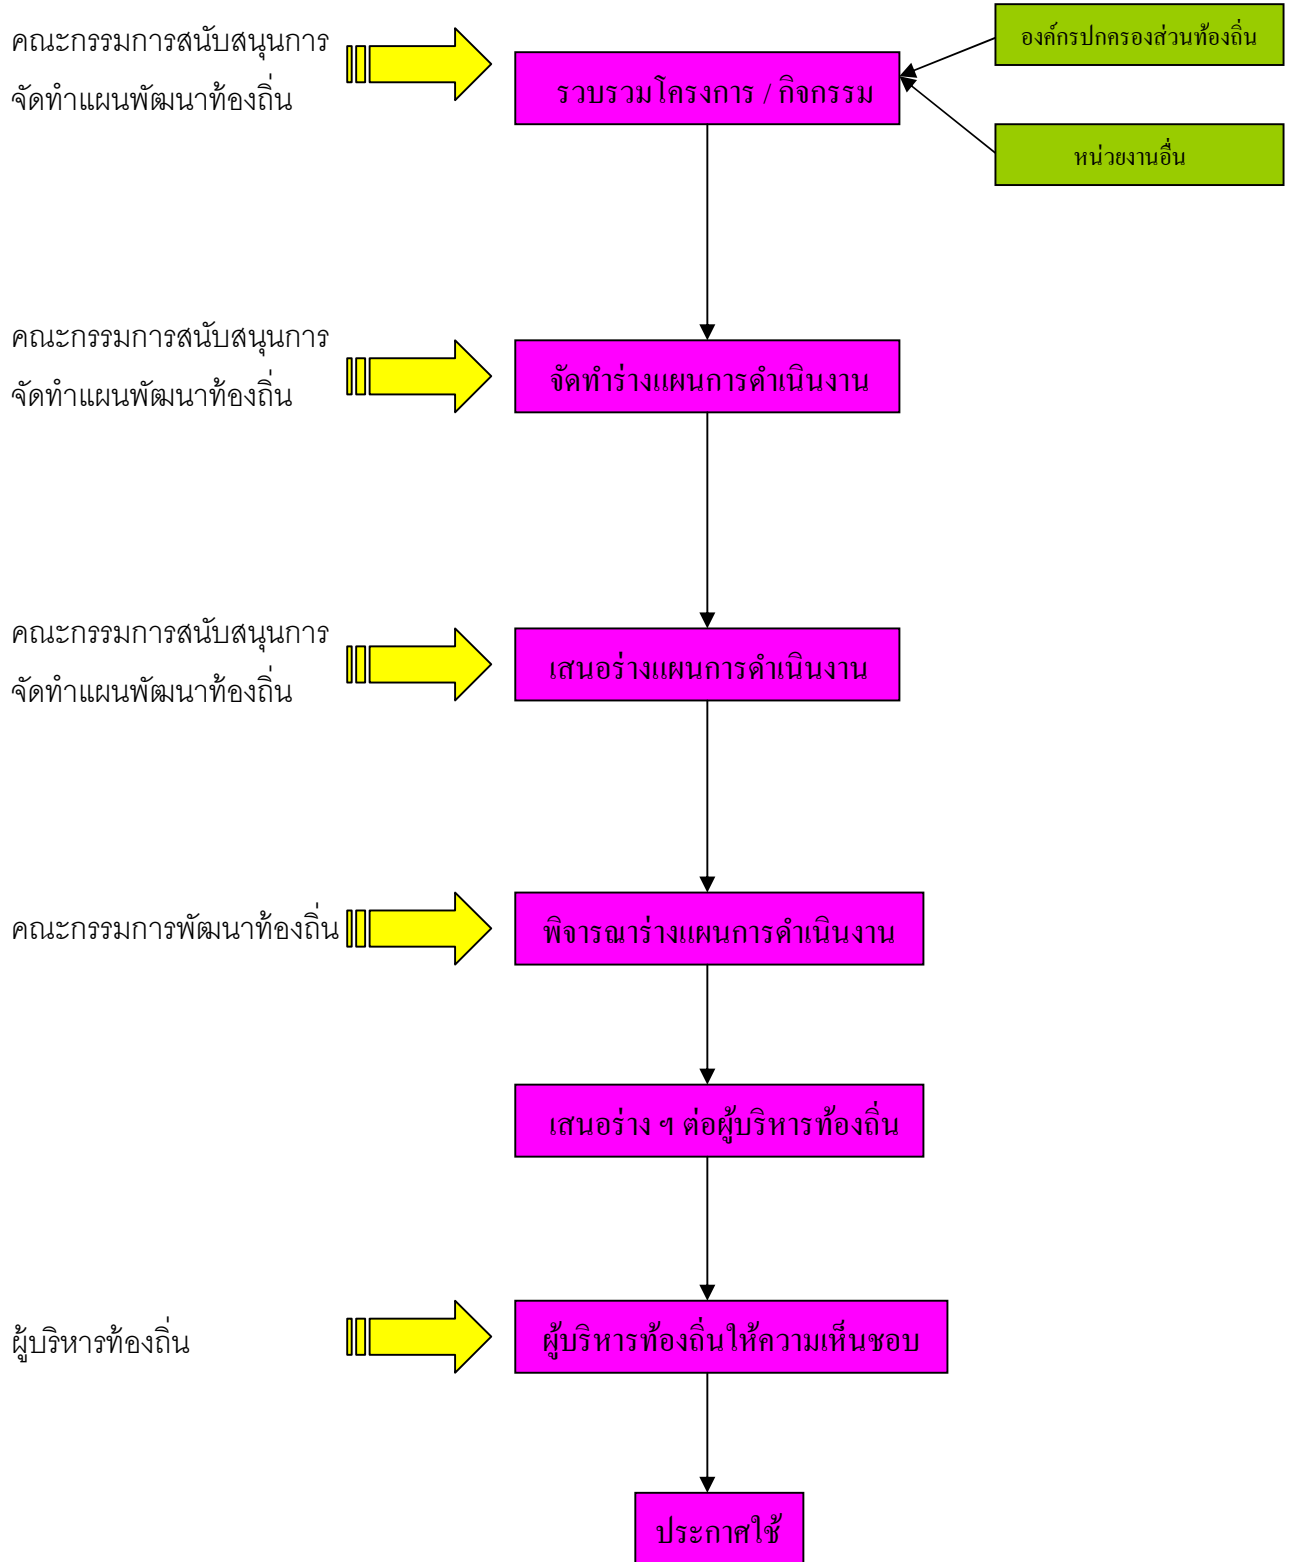 คณะกรรมการสนับสนุนการ
จัดทำแผนพัฒนาท้องถิ่น
รวบรวมโครงการ / กิจกรรม
องค์กรปกครองส่วนท้องถิ่น
หน่วยงานอื่น
คณะกรรมการสนับสนุนการ
จัดทำแผนพัฒนาท้องถิ่น
จัดทำร่างแผนการดำเนินงาน
คณะกรรมการสนับสนุนการ
จัดทำแผนพัฒนาท้องถิ่น
เสนอร่างแผนการดำเนินงาน
คณะกรรมการพัฒนาท้องถิ่น
พิจารณาร่างแผนการดำเนินงาน
เสนอร่าง ฯ ต่อผู้บริหารท้องถิ่น
ผู้บริหารท้องถิ่น
ผู้บริหารท้องถิ่นให้ความเห็นชอบ
ประกาศใช้